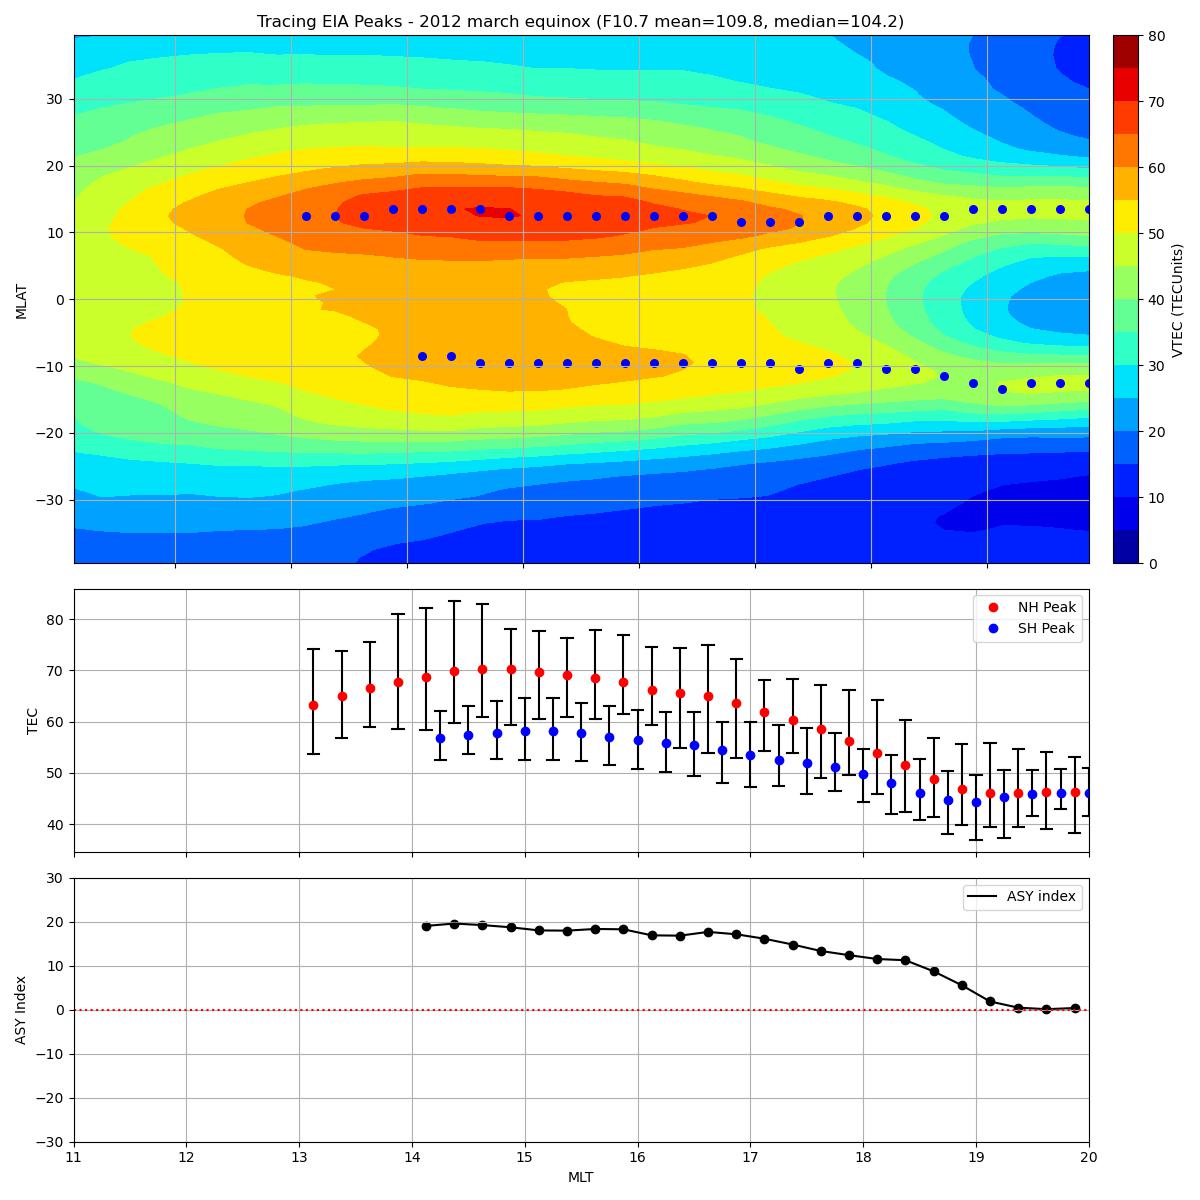 Tracing EIA Peaks - 2012 march equinox (F10.7 mean=109.8, median=104.2)
30
20
10
0
−10
−20
−30
MLAT
80
70
60
50
40
30
20
10
0
VTEC (TECUnits)
80
70
60
50
40
TEC
NH Peak
SH Peak
30
20
10
0
−10
−20
−30
ASY Index
ASY index
11 12 13 14 15 16 17 18 19 20
MLT